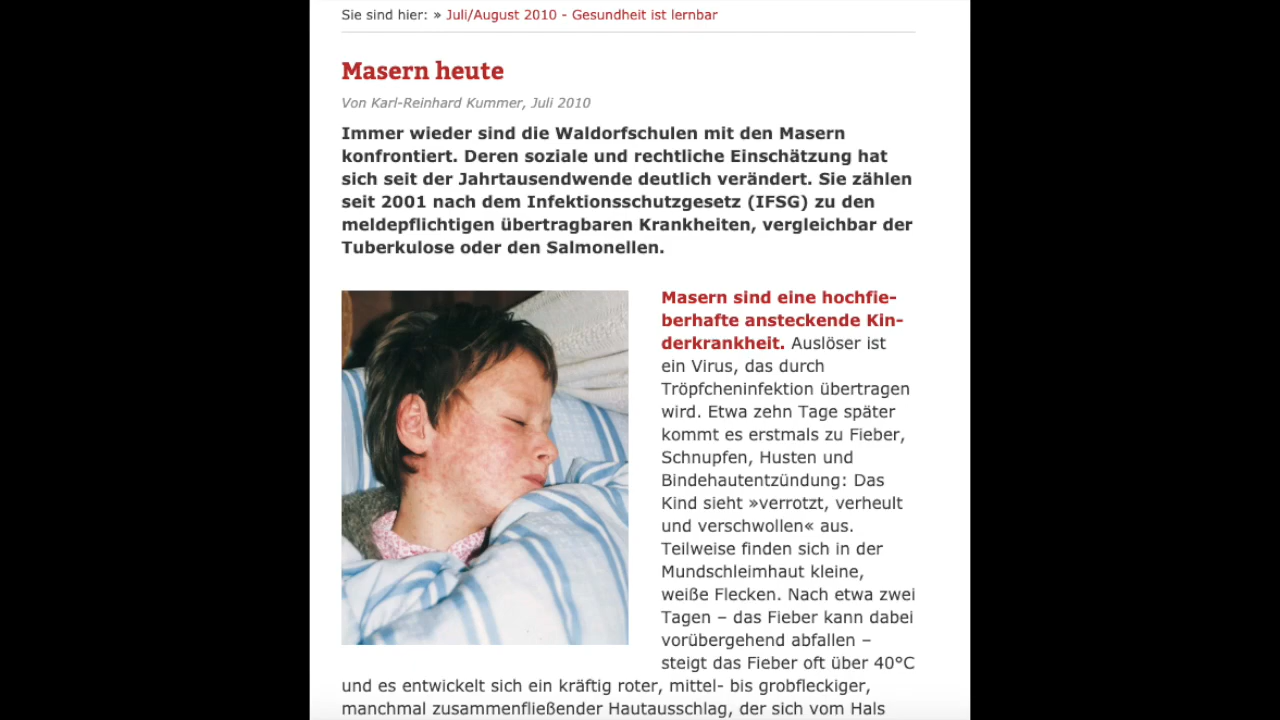 Sie sind hier: » Juli/August 2010 - Gesundheit ist lernbar
Masern heute
Von Karl-Reinhard Kummer, Juli 2010
Immer wieder sind die Waldorfschulen mit den Masern
konfrontiert. Deren soziale und rechtliche Einschätzung hat
sich seit der Jahrtausendwende deutlich verändert. Sie zählen
seit 2001 nach dem Infektionsschutzgesetz (IFSG) zu den
meldepflichtigen übertragbaren Krankheiten, vergleichbar der
Tuberkulose oder den Salmonellen.
Masern sind eine hochfie-
berhafte ansteckende Kin-
derkrankheit. Auslöser ist
ein Virus, das durch
Tröpfcheninfektion übertragen
wird. Etwa zehn Tage später
kommt es erstmals zu Fieber,
Schnupfen, Husten und
Bindehautentzündung: Das
Kind sieht »verrotzt, verheult
und verschwollen« aus.
Teilweise finden sich in der
Mundschleimhaut kleine,
weiße Flecken. Nach etwa zwei
Tagen – das Fieber kann dabei
vorübergehend abfallen –
steigt das Fieber oft über 40°C
und es entwickelt sich ein kräftig roter, mittel- bis grobfleckiger,
manchmal zusammenfließender Hautausschlag, der sich vom Hals